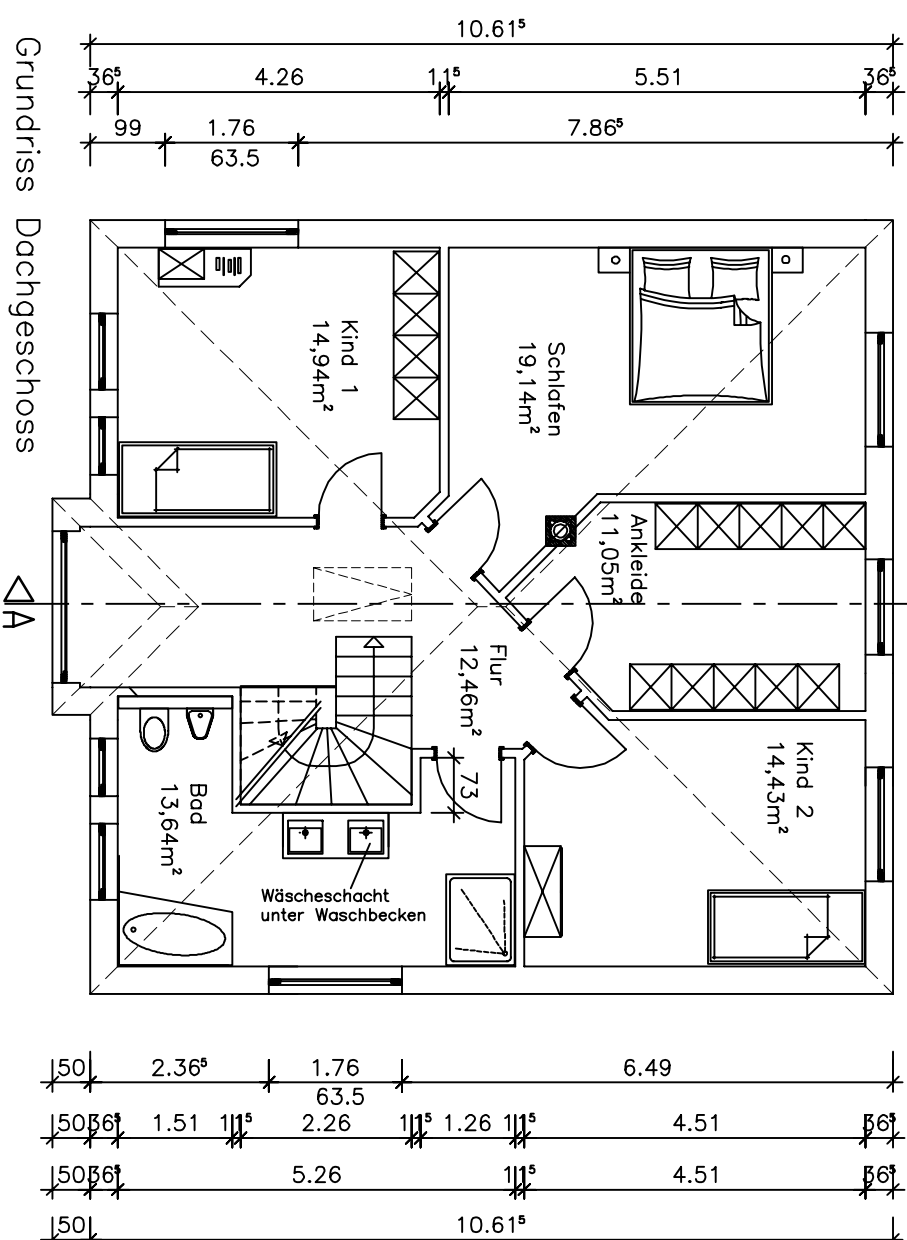 10.61⁵
36⁵ 4.26 11⁵ 5.51 36⁵
99 1.76 7.86⁵
63.5
Grundriss Dachgeschoss
Kind 1
14,94m²
Schlafen
19,14m²
Ankleide
11,05m²
A
Flur
12,46m²
73
Kind 2
14,43m²
Bad
13,64m²
Wäscheschacht
unter Waschbecken
50 2.36⁵ 1.76 6.49
63.5
50 36⁵ 1.51 11⁵ 2.26 11⁵ 1.26 11⁵ 4.51 36⁵
50 36⁵ 5.26 11⁵ 4.51 36⁵
50 10.61⁵